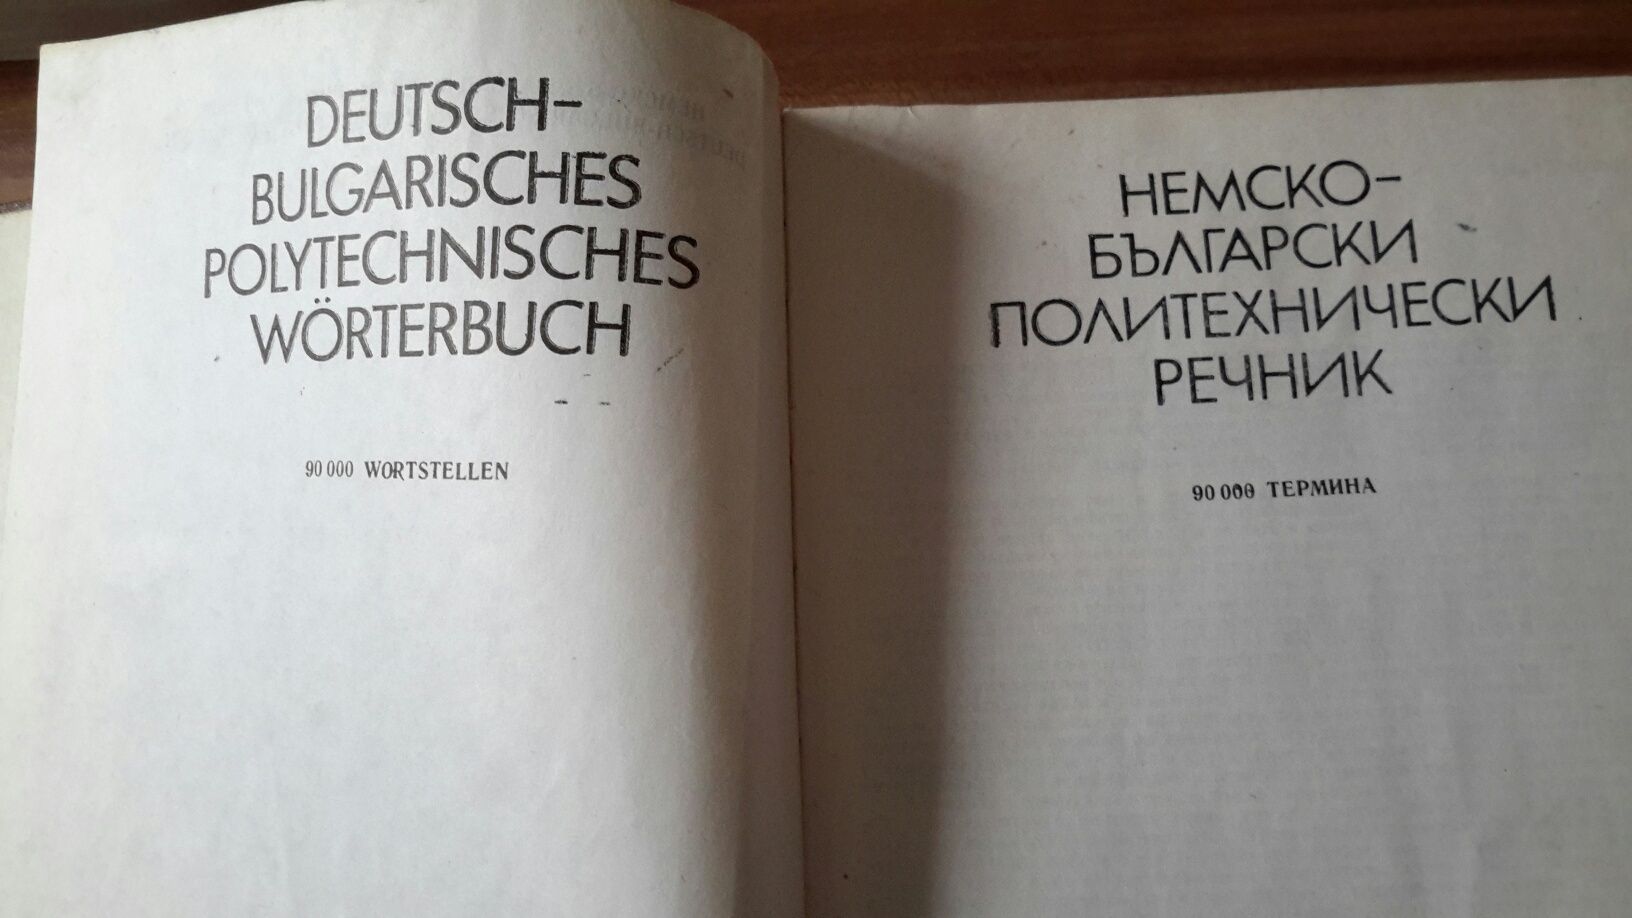 DEUTSCH-
BULGARISCHES
POLYTECHNISCHES
WÖRTERBUCH
90 000 WORTSTELLEN
НЕМСКО-
БЪЛГАРСКИ
ПОЛИТЕХНИЧЕСКИ
РЕЧНИК
90 000 ТЕРМИНА